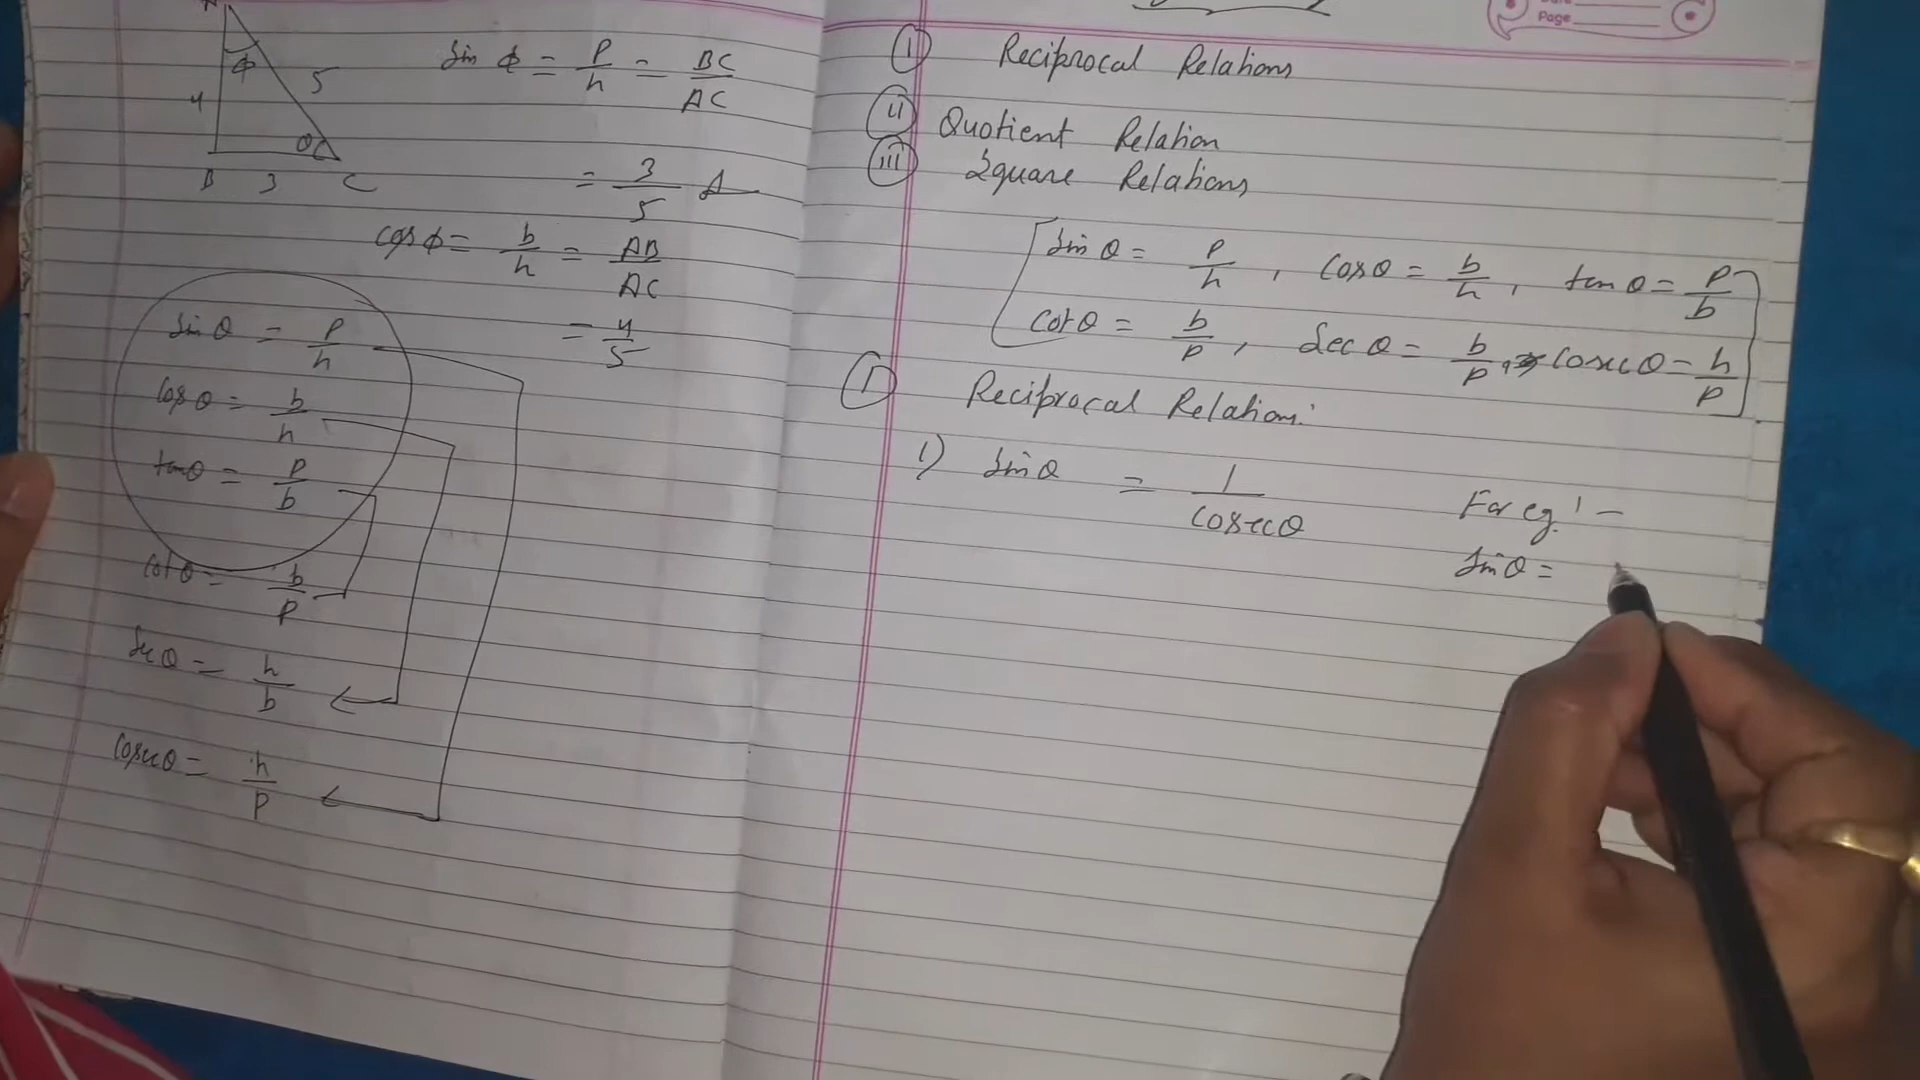 φ
5
4
θ
B 3 C
Sin φ = p/h = BC/AC
= 3/5
cos φ = b/h = AB/AC
= 4/5
Sin θ = p/h
cos θ = b/h
tan θ = p/b
cot θ = b/p
Sec θ = h/b
cosec θ = h/p
Page
(i) Reciprocal Relations
(ii) Quotient Relation
(iii) Square Relations
Sin θ = p/h , cos θ = b/h , tan θ = p/b
cot θ = b/p , Sec θ = b/p , cosec θ = h/p
(I) Reciprocal Relation:
1) Sin θ = 1/cosec θ
For eg! -
Sin θ =